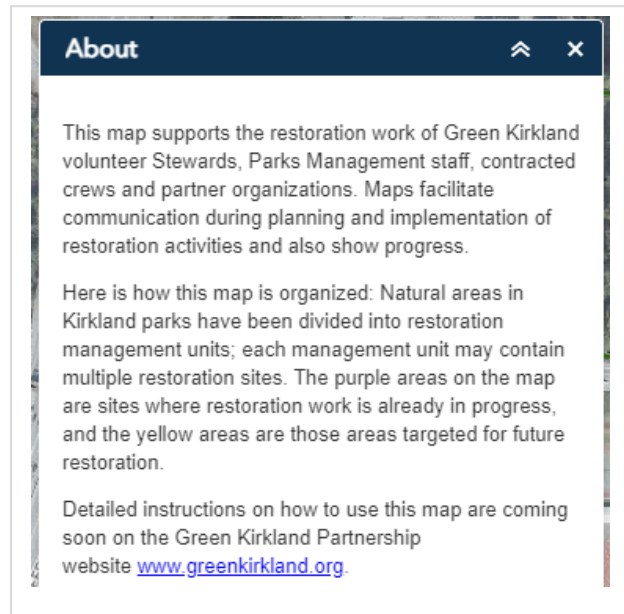 About
This map supports the restoration work of Green Kirkland
volunteer Stewards, Parks Management staff, contracted
crews and partner organizations. Maps facilitate
communication during planning and implementation of
restoration activities and also show progress.
Here is how this map is organized: Natural areas in
Kirkland parks have been divided into restoration
management units; each management unit may contain
multiple restoration sites. The purple areas on the map
are sites where restoration work is already in progress,
and the yellow areas are those areas targeted for future
restoration.
Detailed instructions on how to use this map are coming
soon on the Green Kirkland Partnership
website www.greenkirkland.org.